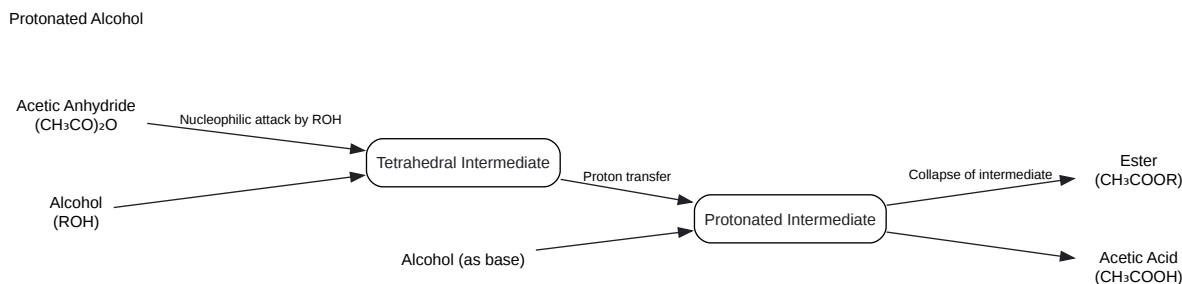 Protonated Alcohol
Acetic Anhydride
(CH₃CO)₂O
Nucleophilic attack by ROH
Tetrahedral Intermediate
Alcohol
(ROH)
Proton transfer
Protonated Intermediate
Alcohol (as base)
Collapse of intermediate
Ester
(CH₃COOR)
Acetic Acid
(CH₃COOH)